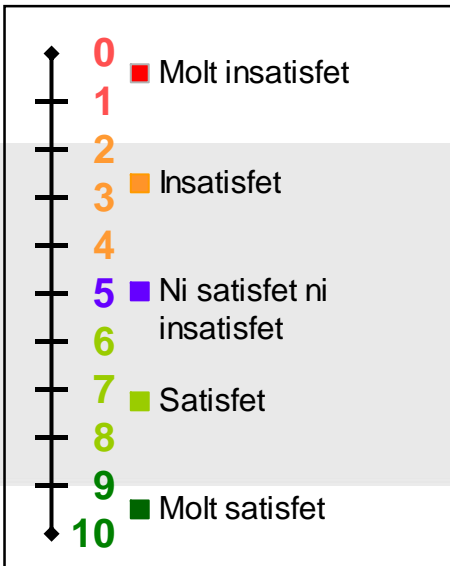 0
Molt insatisfet
1
2
Insatisfet
3
4
5
Ni satisfet ni
insatisfet
6
7
Satisfet
8
9
Molt satisfet
10